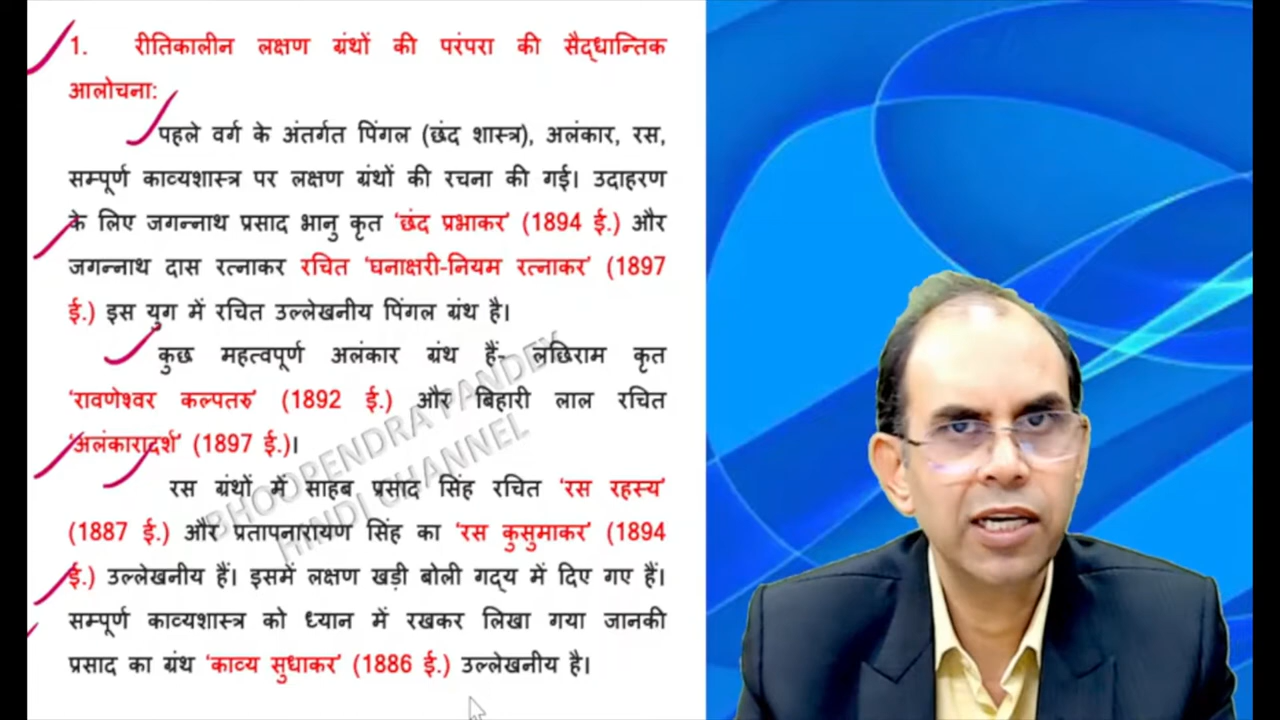 1. रीतिकालीन लक्षण ग्रंथों की परंपरा की सैद्धान्तिक
आलोचना:
पहले वर्ग के अंतर्गत पिंगल (छंद शास्त्र), अलंकार, रस,
सम्पूर्ण काव्यशास्त्र पर लक्षण ग्रंथों की रचना की गई। उदाहरण
के लिए जगन्नाथ प्रसाद भानु कृत ‘छंद प्रभाकर’ (1894 ई.) और
जगन्नाथ दास रत्नाकर रचित ‘घनाक्षरी-नियम रत्नाकर’ (1897
ई.) इस युग में रचित उल्लेखनीय पिंगल ग्रंथ है।
कुछ महत्वपूर्ण अलंकार ग्रंथ हैं- लछिराम कृत
‘रावणेश्वर कल्पतरु’ (1892 ई.) और बिहारी लाल रचित
‘अलंकारादर्श’ (1897 ई.)।
रस ग्रंथों में साहब प्रसाद सिंह रचित ‘रस रहस्य’
(1887 ई.) और प्रतापनारायण सिंह का ‘रस कुसुमाकर’ (1894
ई.) उल्लेखनीय हैं। इसमें लक्षण खड़ी बोली गद्य में दिए गए हैं।
सम्पूर्ण काव्यशास्त्र को ध्यान में रखकर लिखा गया जानकी
प्रसाद का ग्रंथ ‘काव्य सुधाकर’ (1886 ई.) उल्लेखनीय है।
BHOOPENDRA PANDEY
HINDI CHANNEL